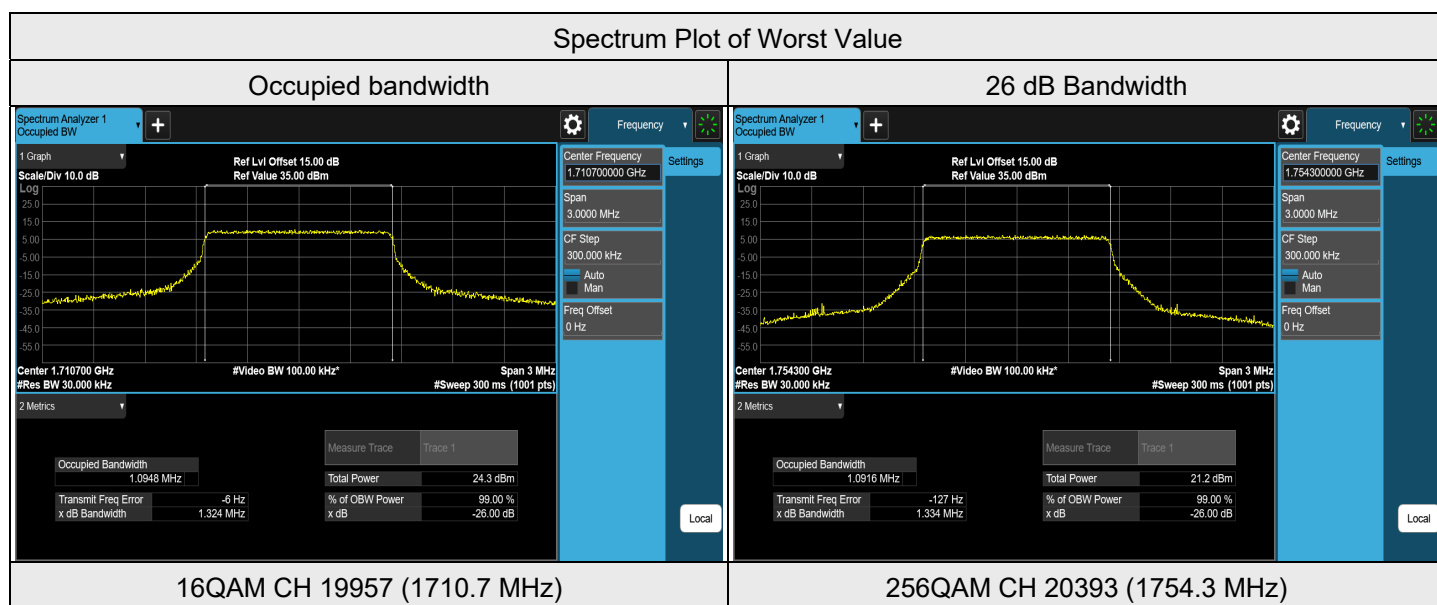 Spectrum Plot of Worst Value
Occupied bandwidth
26 dB Bandwidth
Spectrum Analyzer 1
Occupied BW
+
Frequency
1 Graph
Scale/Div 10.0 dB
Ref Lvl Offset 15.00 dB
Ref Value 35.00 dBm
Log
25.0
15.0
5.00
-5.00
-15.0
-25.0
-35.0
-45.0
-55.0
Center 1.710700 GHz
#Video BW 100.00 kHz*
Span 3 MHz
#Res BW 30.000 kHz
#Sweep 300 ms (1001 pts)
Center Frequency
1.710700000 GHz
Settings
Span
3.0000 MHz
CF Step
300.000 kHz
Auto
Man
Freq Offset
0 Hz
2 Metrics
Measure Trace Trace 1
Occupied Bandwidth
1.0948 MHz
Total Power 24.3 dBm
Transmit Freq Error -6 Hz
% of OBW Power 99.00 %
x dB Bandwidth 1.324 MHz
x dB -26.00 dB
Local
Spectrum Analyzer 1
Occupied BW
+
Frequency
1 Graph
Scale/Div 10.0 dB
Ref Lvl Offset 15.00 dB
Ref Value 35.00 dBm
Log
25.0
15.0
5.00
-5.00
-15.0
-25.0
-35.0
-45.0
-55.0
Center 1.754300 GHz
#Video BW 100.00 kHz*
Span 3 MHz
#Res BW 30.000 kHz
#Sweep 300 ms (1001 pts)
Center Frequency
1.754300000 GHz
Settings
Span
3.0000 MHz
CF Step
300.000 kHz
Auto
Man
Freq Offset
0 Hz
2 Metrics
Measure Trace Trace 1
Occupied Bandwidth
1.0916 MHz
Total Power 21.2 dBm
Transmit Freq Error -127 Hz
% of OBW Power 99.00 %
x dB Bandwidth 1.334 MHz
x dB -26.00 dB
Local
16QAM CH 19957 (1710.7 MHz)
256QAM CH 20393 (1754.3 MHz)